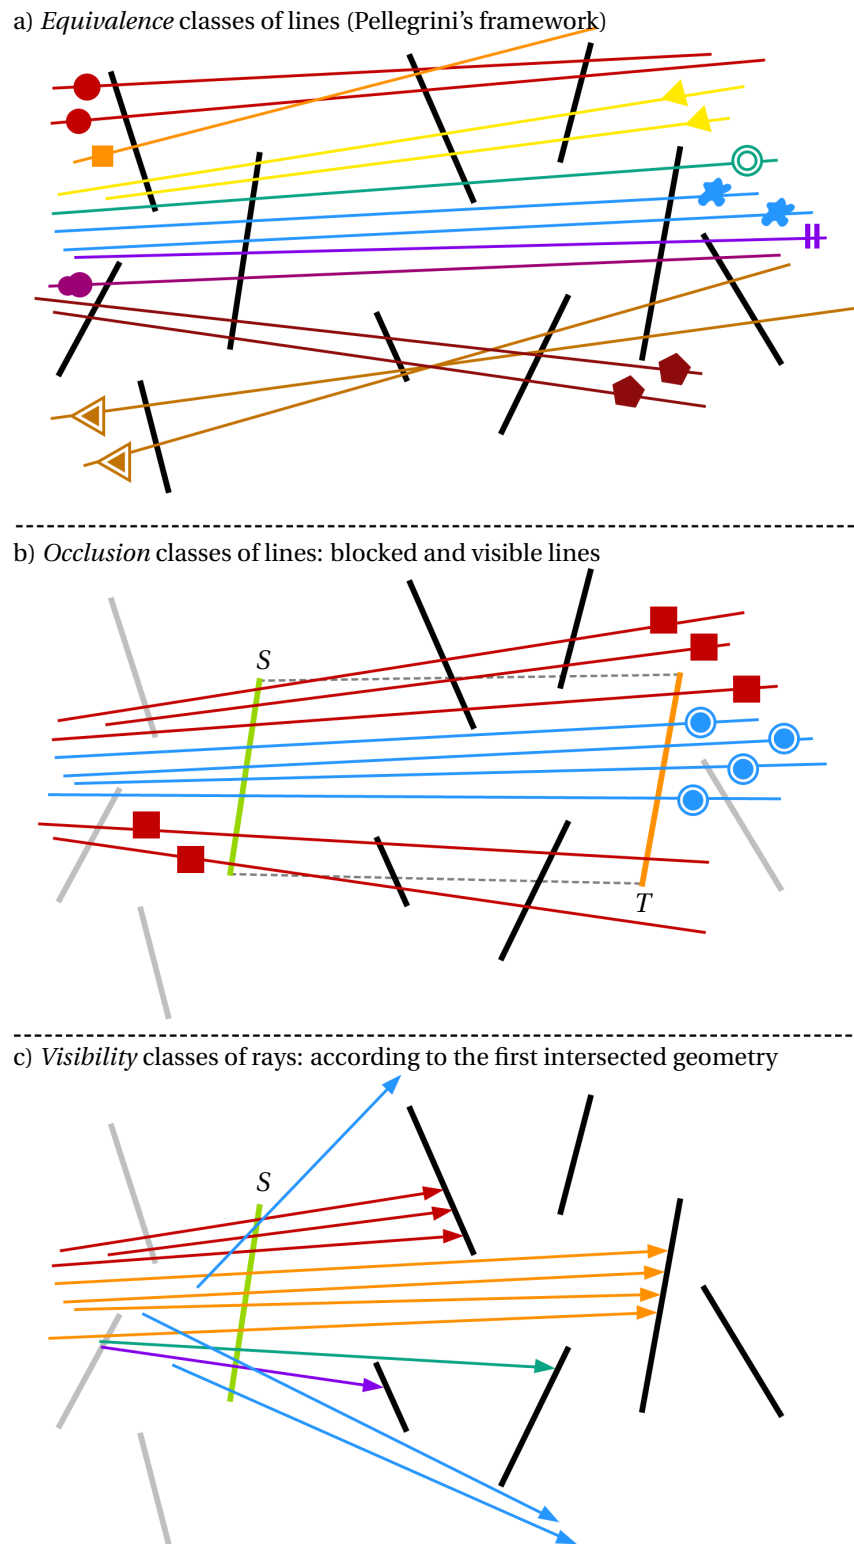 a) Equivalence classes of lines (Pellegrini's framework)
b) Occlusion classes of lines: blocked and visible lines
S
T
c) Visibility classes of rays: according to the first intersected geometry
S